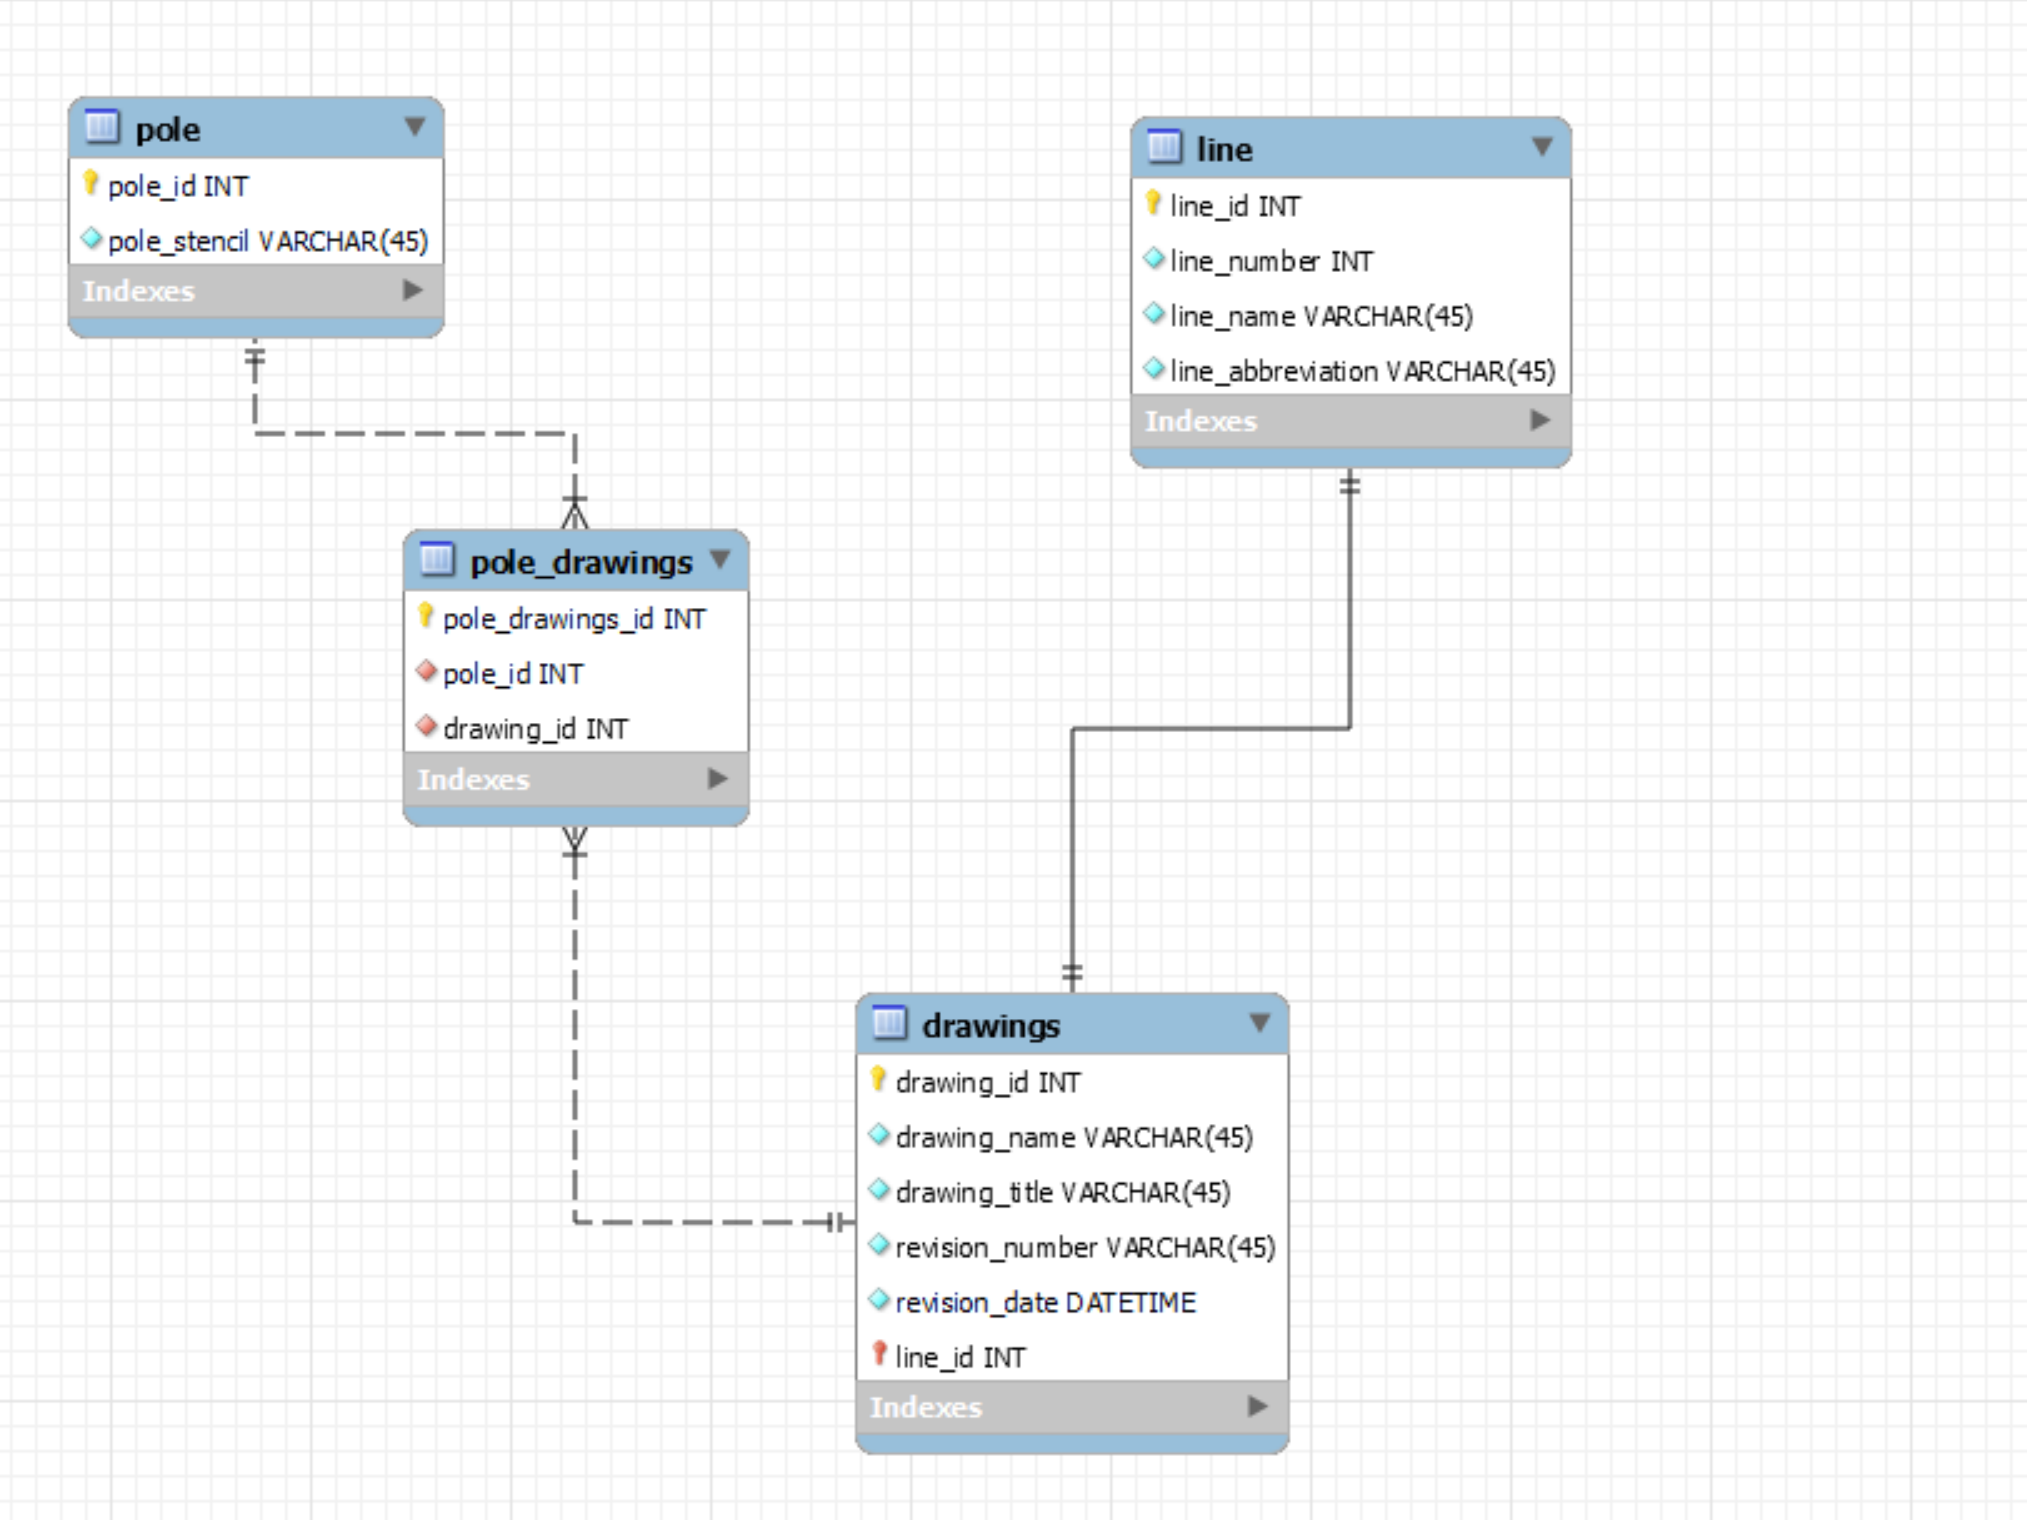 pole
pole_id INT
pole_stencil VARCHAR(45)
Indexes
line
line_id INT
line_number INT
line_name VARCHAR(45)
line_abbreviation VARCHAR(45)
Indexes
pole_drawings
pole_drawings_id INT
pole_id INT
drawing_id INT
Indexes
drawings
drawing_id INT
drawing_name VARCHAR(45)
drawing_title VARCHAR(45)
revision_number VARCHAR(45)
revision_date DATETIME
line_id INT
Indexes